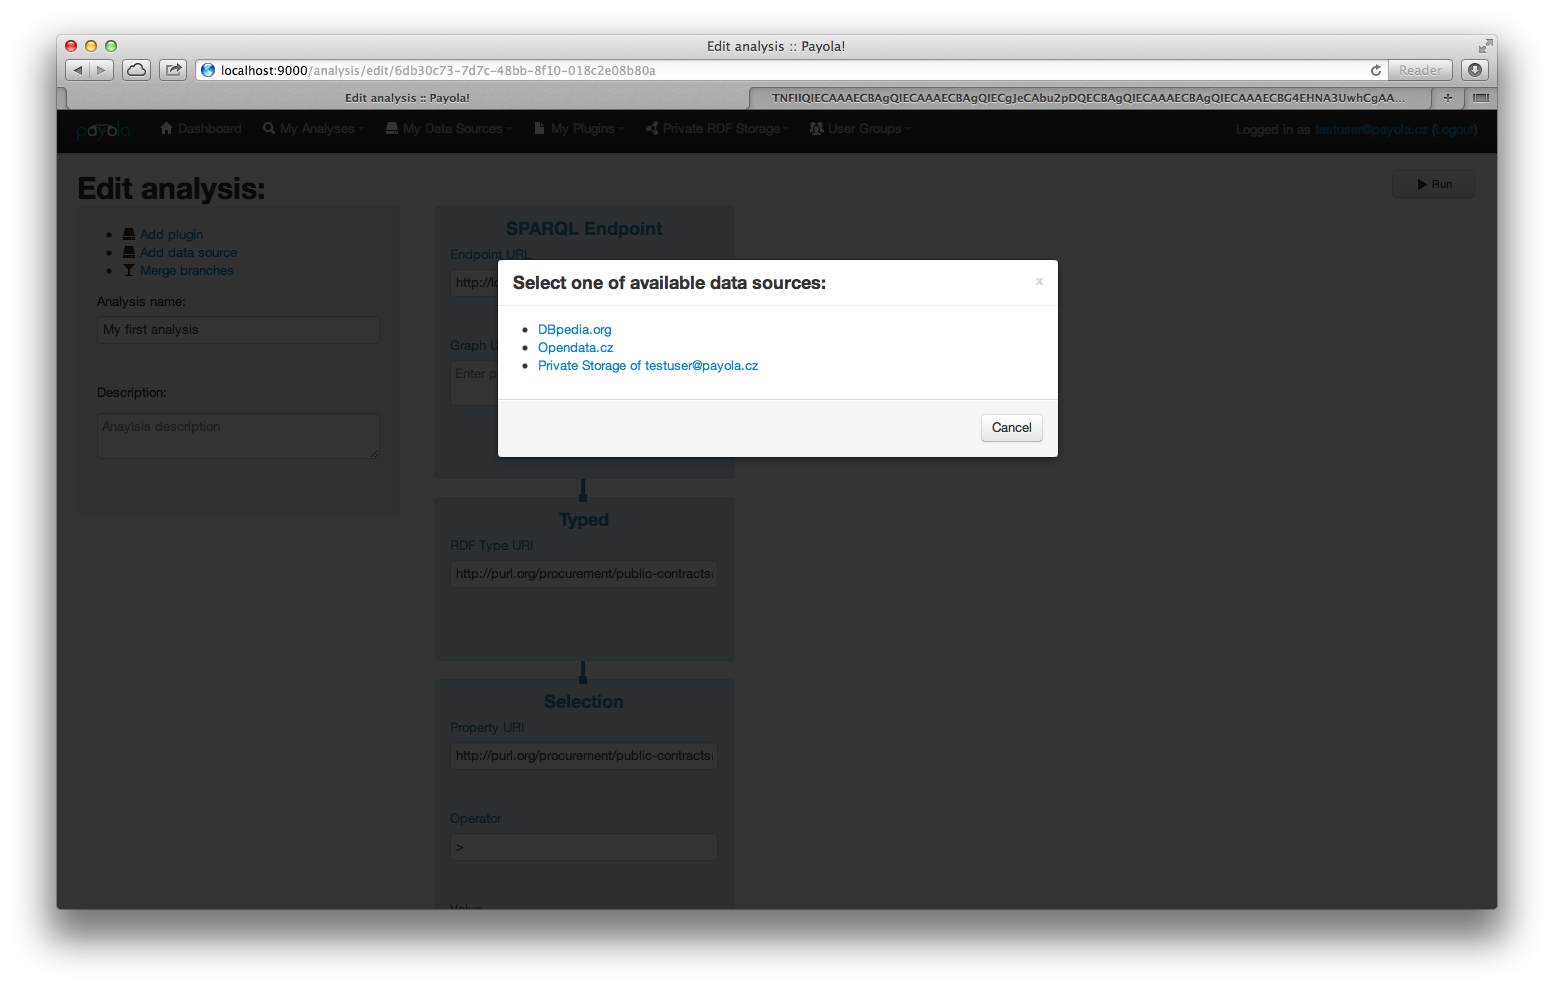 Edit analysis :: Payola!
localhost:9000/analysis/edit/6db30c73-7d7c-48bb-8f10-018c2e08b80a
Reader
Edit analysis :: Payola!
TNFIIQIECAAAECBAgQIECAAAECBAgQIECgJeCAbu2pDQECBAgQIECAAAECBAgQIECAAAECBG4EHNA3UwhCgAA...
payola
Dashboard
My Analyses
My Data Sources
My Plugins
Private RDF Storage
User Groups
Logged in as testuser@payola.cz (Logout)
Edit analysis:
Run
Add plugin
Add data source
Merge branches
Analysis name:
My first analysis
Description:
Anaylsis description
SPARQL Endpoint
Endpoint URL
http://lo
Graph U
Enter p
Select one of available data sources:
x
DBpedia.org
Opendata.cz
Private Storage of testuser@payola.cz
Cancel
Typed
RDF Type URI
http://purl.org/procurement/public-contracts
Selection
Property URI
http://purl.org/procurement/public-contracts
Operator
>
Value